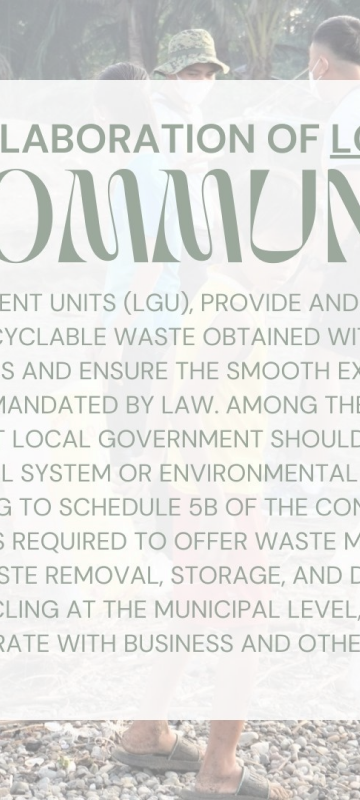 LABORATION OF LG
OMMUN
ENT UNITS (LGU), PROVIDE AND
CYCLABLE WASTE OBTAINED WIT
S AND ENSURE THE SMOOTH EX
MANDATED BY LAW. AMONG THE
T LOCAL GOVERNMENT SHOULD
L SYSTEM OR ENVIRONMENTAL
G TO SCHEDULE 5B OF THE CON
S REQUIRED TO OFFER WASTE M
STE REMOVAL, STORAGE, AND D
CLING AT THE MUNICIPAL LEVEL,
RATE WITH BUSINESS AND OTHE